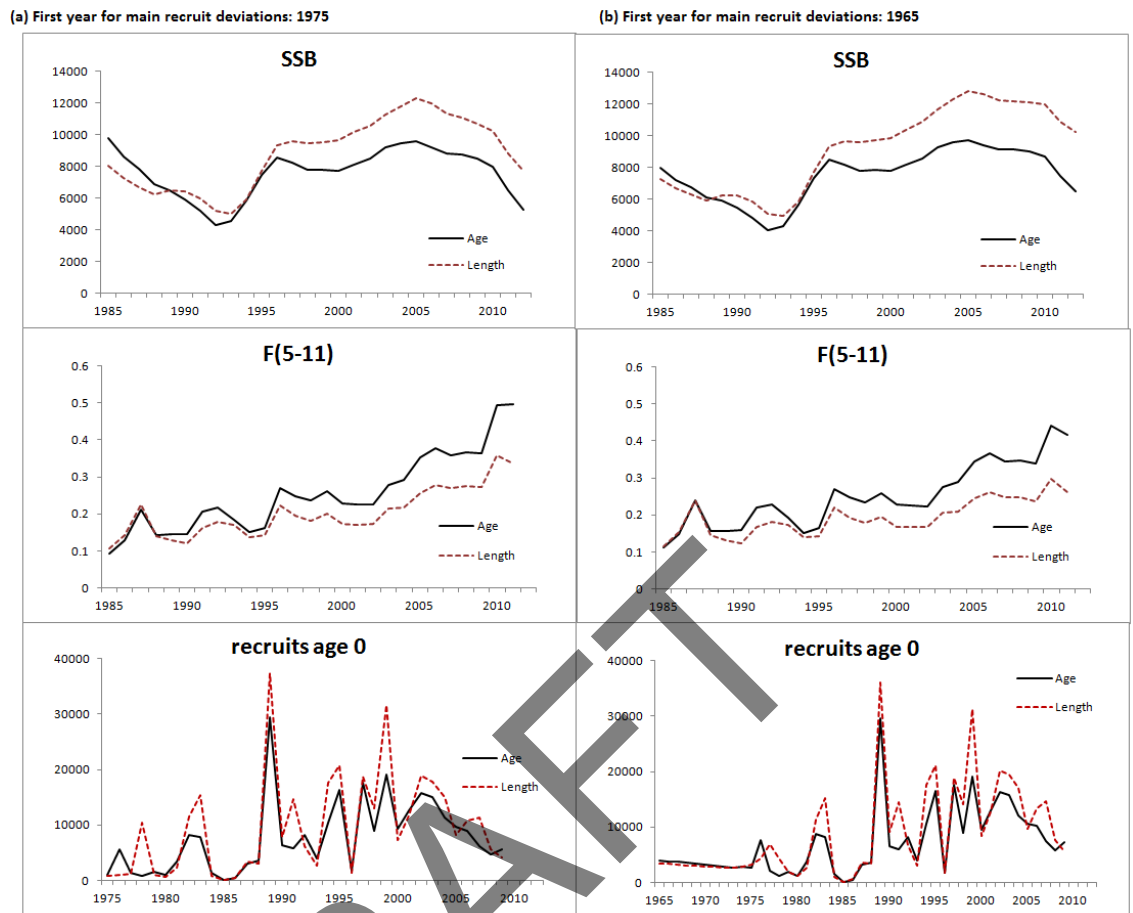 (a) First year for main recruit deviations: 1975
(b) First year for main recruit deviations: 1965
SSB
14000
12000
10000
8000
6000
4000
2000
0
1985 1990 1995 2000 2005 2010
Age
Length
SSB
14000
12000
10000
8000
6000
4000
2000
0
1985 1990 1995 2000 2005 2010
Age
Length
F(5-11)
0.6
0.5
0.4
0.3
0.2
0.1
0
1985 1990 1995 2000 2005 2010
Age
Length
F(5-11)
0.6
0.5
0.4
0.3
0.2
0.1
0
1985 1990 1995 2000 2005 2010
Age
Length
recruits age 0
40000
30000
20000
10000
0
1975 1980 1985 1990 1995 2000 2005 2010
Age
Length
recruits age 0
40000
30000
20000
10000
0
1965 1970 1975 1980 1985 1990 1995 2000 2005 2010
Age
Length